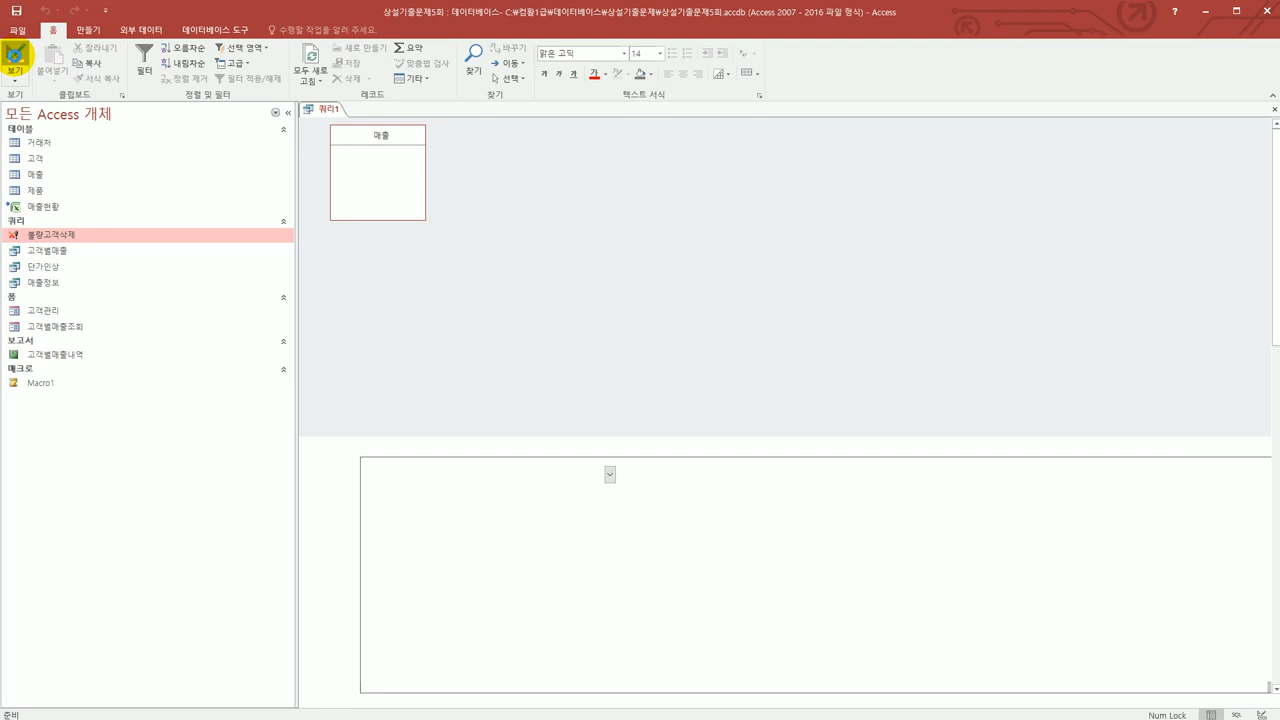 상설기출문제5회 : 데이터베이스- C:₩컴활1급₩데이터베이스₩상설기출문제₩상설기출문제5회.accdb (Access 2007 - 2016 파일 형식) - Access
파일 홈 만들기 외부 데이터 데이터베이스 도구 수행할 작업을 알려 주세요.
보기 붙여넣기 잘라내기 복사 서식 복사
필터 오름차순 내림차순 정렬 제거 선택 영역 고급 필터 적용/해제
모두 새로 고침 새로 만들기 저장 삭제 요약 맞춤법 검사 기타
찾기 바꾸기 이동 선택
맑은 고딕 14
가 가 가 가
보기 클립보드 정렬 및 필터 레코드 찾기 텍스트 서식
모든 Access 개체
테이블
거래처
고객
매출
제품
매출현황
쿼리
불량고객삭제
고객별매출
단가인상
매출정보
폼
고객관리
고객별매출조회
보고서
고객별매출내역
매크로
Macro1
쿼리1
매출
준비
Num Lock
SQL